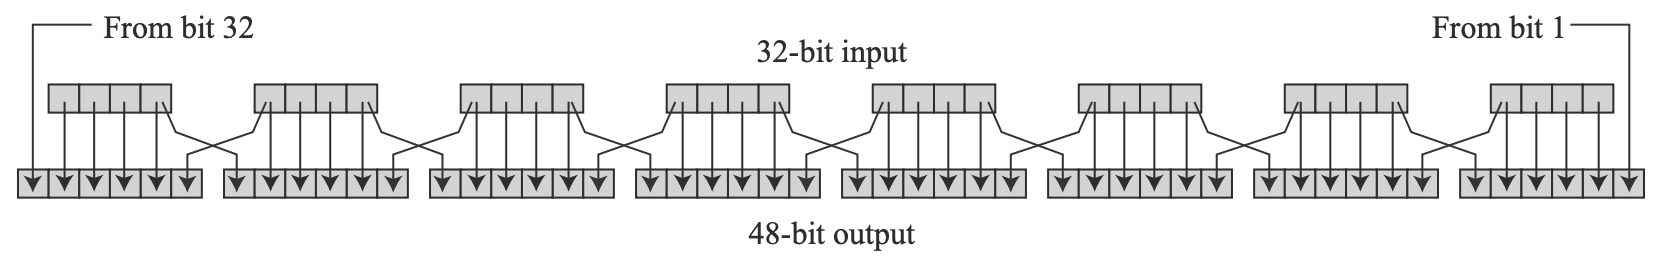 From bit 32
From bit 1
32-bit input
48-bit output